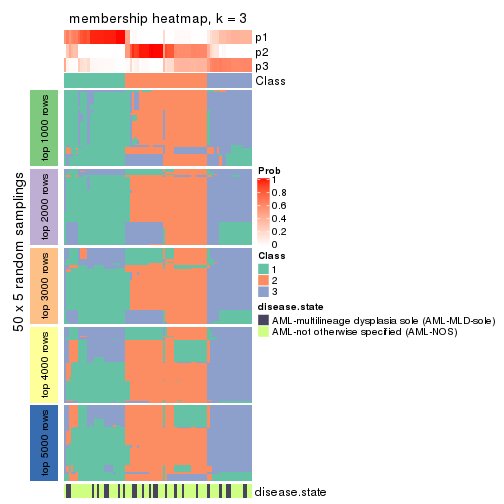 membership heatmap, k = 3
p1
p2
p3
Class
50 x 5 random samplings
top 1000 rows
top 2000 rows
top 3000 rows
top 4000 rows
top 5000 rows
Prob
1
0.8
0.6
0.4
0.2
0
Class
1
2
3
disease.state
AML-multilineage dysplasia sole (AML-MLD-sole)
AML-not otherwise specified (AML-NOS)
disease.state